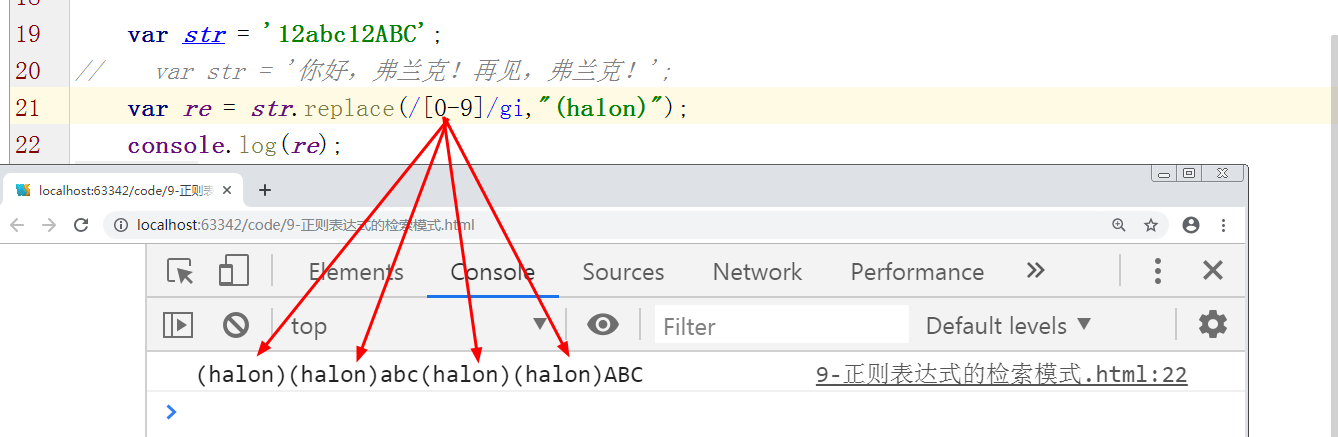 19 var str = '12abc12ABC';
20 // var str = '你好，弗兰克！再见，弗兰克！';
21 var re = str.replace(/[0-9]/gi,"(halon)");
22 console.log(re);
localhost:63342/code/9-正则表
localhost:63342/code/9-正则表达式的检索模式.html
Elements Console Sources Network Performance
top Filter Default levels
(halon)(halon)abc(halon)(halon)ABC 9-正则表达式的检索模式.html:22